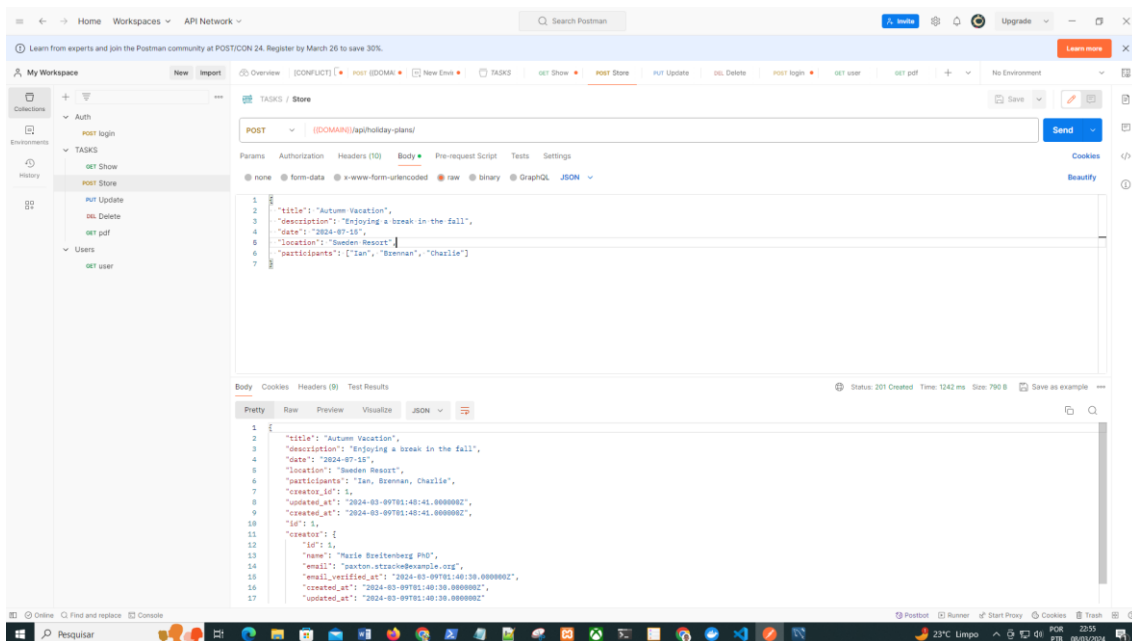 Home Workspaces API Network Search Postman Invite Upgrade
Learn from experts and join the Postman community at POST/CON 24. Register by March 26 to save 30%. Learn more
My Workspace New Import Overview [CONFLICT] POST {{DOMAI New Envi TASKS GET Show POST Store PUT Update DEL Delete POST login GET user GET pdf No Environment
Collections
Environments
History
Auth
POST login
TASKS
GET Show
POST Store
PUT Update
DEL Delete
GET pdf
Users
GET user
TASKS / Store Save
POST {{DOMAIN}}/api/holiday-plans/ Send
Params Authorization Headers (10) Body Pre-request Script Tests Settings Cookies
none form-data x-www-form-urlencoded raw binary GraphQL JSON Beautify
1 {
2 "title": "Autumn Vacation",
3 "description": "Enjoying a break in the fall",
4 "date": "2024-07-15",
5 "location": "Sweden Resort",
6 "participants": ["Ian", "Brennan", "Charlie"]
7 }
Body Cookies Headers (9) Test Results Status: 201 Created Time: 1242 ms Size: 790 B Save as example
Pretty Raw Preview Visualize JSON
1 {
2 "title": "Autumn Vacation",
3 "description": "Enjoying a break in the fall",
4 "date": "2024-07-15",
5 "location": "Sweden Resort",
6 "participants": "Ian, Brennan, Charlie",
7 "creator_id": 1,
8 "updated_at": "2024-03-09T01:48:41.000000Z",
9 "created_at": "2024-03-09T01:48:41.000000Z",
10 "id": 1,
11 "creator": {
12 "id": 1,
13 "name": "Marie Breitenberg PhD",
14 "email": "paxton.stracke@example.org",
15 "email_verified_at": "2024-03-09T01:40:30.000000Z",
16 "created_at": "2024-03-09T01:40:30.000000Z",
17 "updated_at": "2024-03-09T01:40:30.000000Z"
Online Find and replace Console Postbot Runner Start Proxy Cookies Trash
Pesquisar 23°C Limpo POR PTB 22:55 08/03/2024